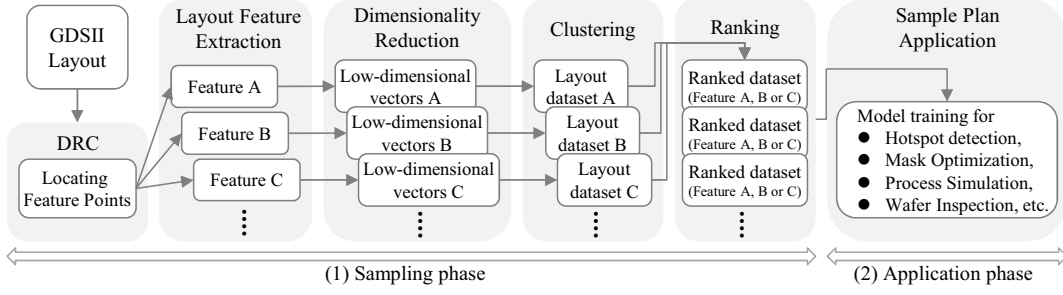 GDSII
Layout
DRC
Locating
Feature Points
Layout Feature
Extraction
Feature A
Feature B
Feature C
Dimensionality
Reduction
Low-dimensional
vectors A
Low-dimensional
vectors B
Low-dimensional
vectors C
Clustering
Layout
dataset A
Layout
dataset B
Layout
dataset C
Ranking
Ranked dataset
(Feature A, B or C)
Ranked dataset
(Feature A, B or C)
Ranked dataset
(Feature A, B or C)
Sample Plan
Application
Model training for
● Hotspot detection,
● Mask Optimization,
● Process Simulation,
● Wafer Inspection, etc.
(1) Sampling phase
(2) Application phase